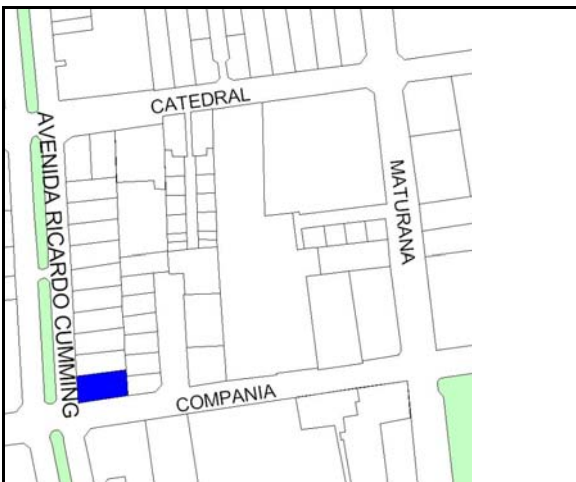 CATEDRAL
AVENIDA RICARDO CUMMING
MATURANA
COMPANIA